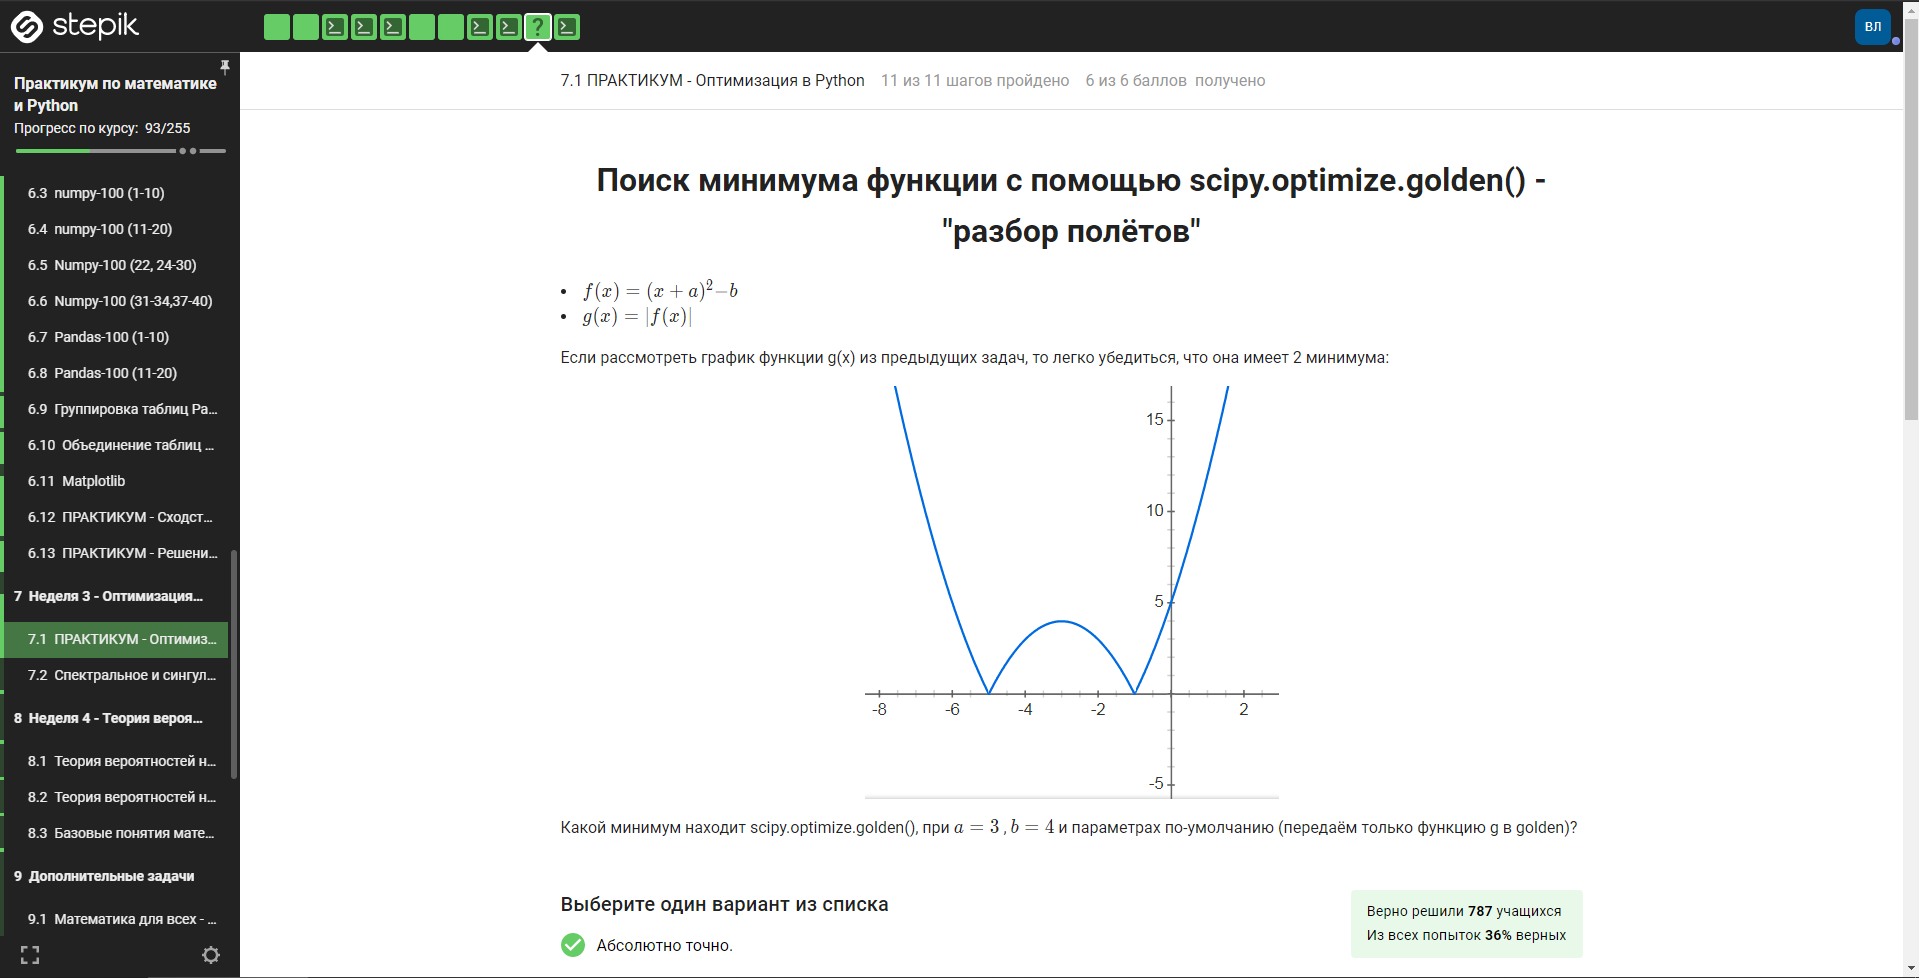 stepik
ВЛ
Практикум по математике
и Python
Прогресс по курсу: 93/255
6.3 numpy-100 (1-10)
6.4 numpy-100 (11-20)
6.5 Numpy-100 (22, 24-30)
6.6 Numpy-100 (31-34,37-40)
6.7 Pandas-100 (1-10)
6.8 Pandas-100 (11-20)
6.9 Группировка таблиц Pa...
6.10 Объединение таблиц ...
6.11 Matplotlib
6.12 ПРАКТИКУМ - Сходст...
6.13 ПРАКТИКУМ - Решени...
7 Неделя 3 - Оптимизация...
7.1 ПРАКТИКУМ - Оптимиз...
7.2 Спектральное и сингул...
8 Неделя 4 - Теория вероя...
8.1 Теория вероятностей н...
8.2 Теория вероятностей н...
8.3 Базовые понятия мате...
9 Дополнительные задачи
9.1 Математика для всех - ...
7.1 ПРАКТИКУМ - Оптимизация в Python 11 из 11 шагов пройдено 6 из 6 баллов получено
Поиск минимума функции с помощью scipy.optimize.golden() -
"разбор полётов"
• f(x) = (x + a)²−b
• g(x) = |f(x)|
Если рассмотреть график функции g(x) из предыдущих задач, то легко убедиться, что она имеет 2 минимума:
15
10
5
-8 -6 -4 -2 2
-5
Какой минимум находит scipy.optimize.golden(), при a = 3 , b = 4 и параметрах по-умолчанию (передаём только функцию g в golden)?
Выберите один вариант из списка
Абсолютно точно.
Верно решили 787 учащихся
Из всех попыток 36% верных